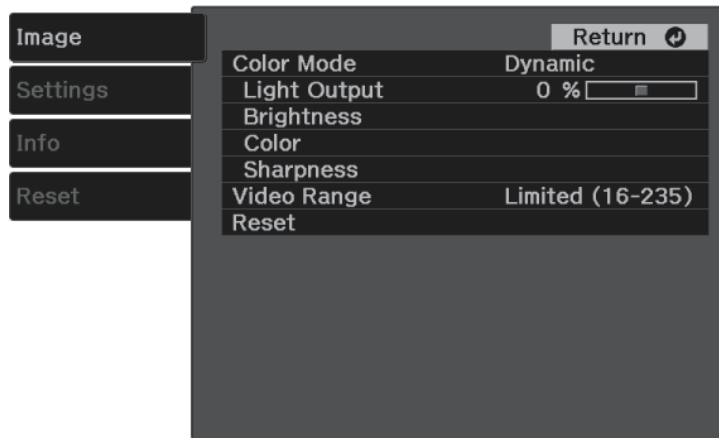 Image
Settings
Info
Reset
Return
Color Mode Dynamic
Light Output 0 %
Brightness
Color
Sharpness
Video Range Limited (16-235)
Reset